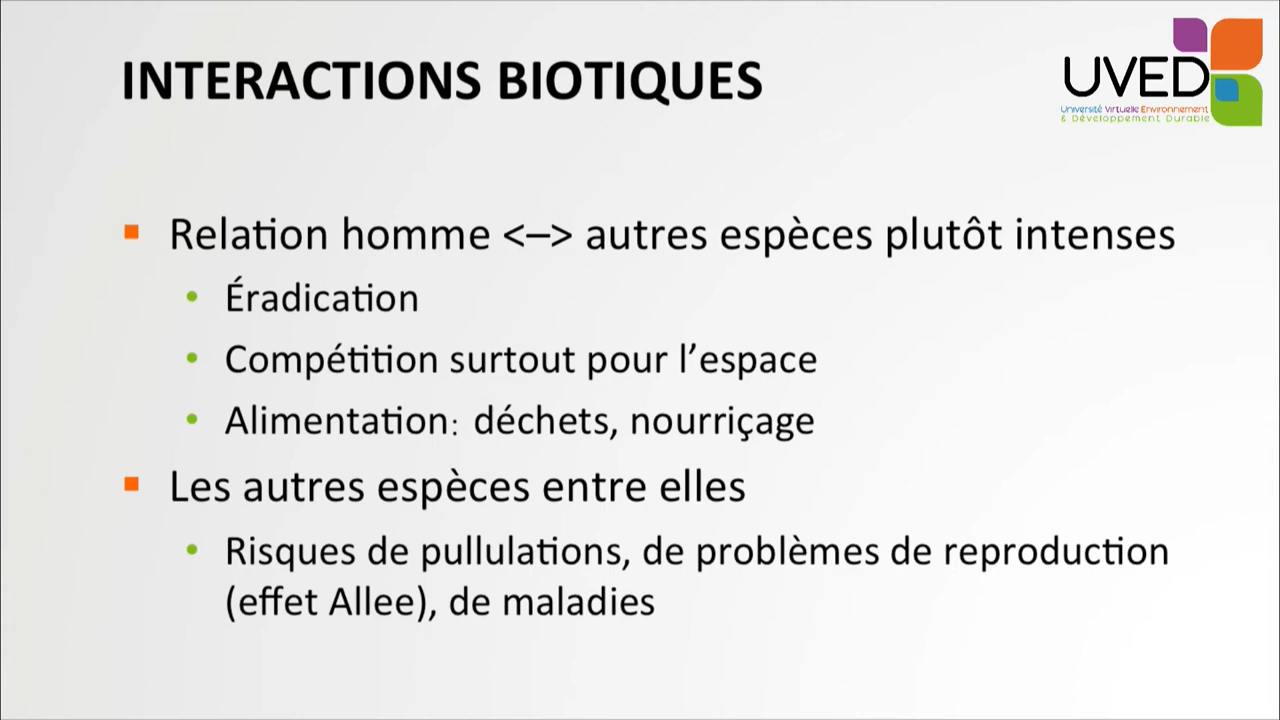 INTERACTIONS BIOTIQUES
UVED
Université Virtuelle Environnement
& Développement Durable
Relation homme <–> autres espèces plutôt intenses
Éradication
Compétition surtout pour l’espace
Alimentation: déchets, nourriçage
Les autres espèces entre elles
Risques de pullulations, de problèmes de reproduction
(effet Allee), de maladies